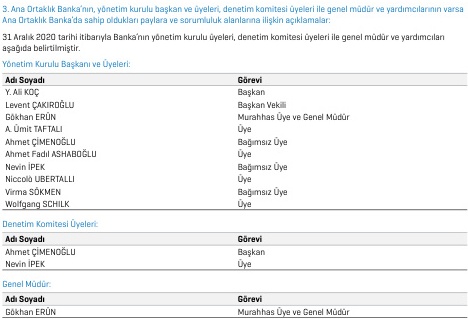 3. Ana Ortaklık Banka'nın, yönetim kurulu başkan ve üyeleri, denetim komitesi üyeleri ile genel müdür ve yardımcılarının varsa
Ana Ortaklık Banka'da sahip oldukları paylara ve sorumluluk alanlarına ilişkin açıklamalar:
31 Aralık 2020 tarihi itibarıyla Banka'nın yönetim kurulu üyeleri, denetim komitesi üyeleri ile genel müdür ve yardımcıları
aşağıda belirtilmiştir.
Yönetim Kurulu Başkanı ve Üyeleri:
Adı Soyadı Görevi
Y. Ali KOÇ Başkan
Levent ÇAKIROĞLU Başkan Vekili
Gökhan ERÜN Murahhas Üye ve Genel Müdür
A. Ümit TAFTALI Üye
Ahmet ÇİMENOĞLU Bağımsız Üye
Ahmet Fadıl ASHABOĞLU Üye
Nevin İPEK Bağımsız Üye
Niccolò UBERTALLI Üye
Virma SÖKMEN Bağımsız Üye
Wolfgang SCHILK Üye
Denetim Komitesi Üyeleri:
Adı Soyadı Görevi
Ahmet ÇİMENOĞLU Başkan
Nevin İPEK Üye
Genel Müdür:
Adı Soyadı Görevi
Gökhan ERÜN Murahhas Üye ve Genel Müdür